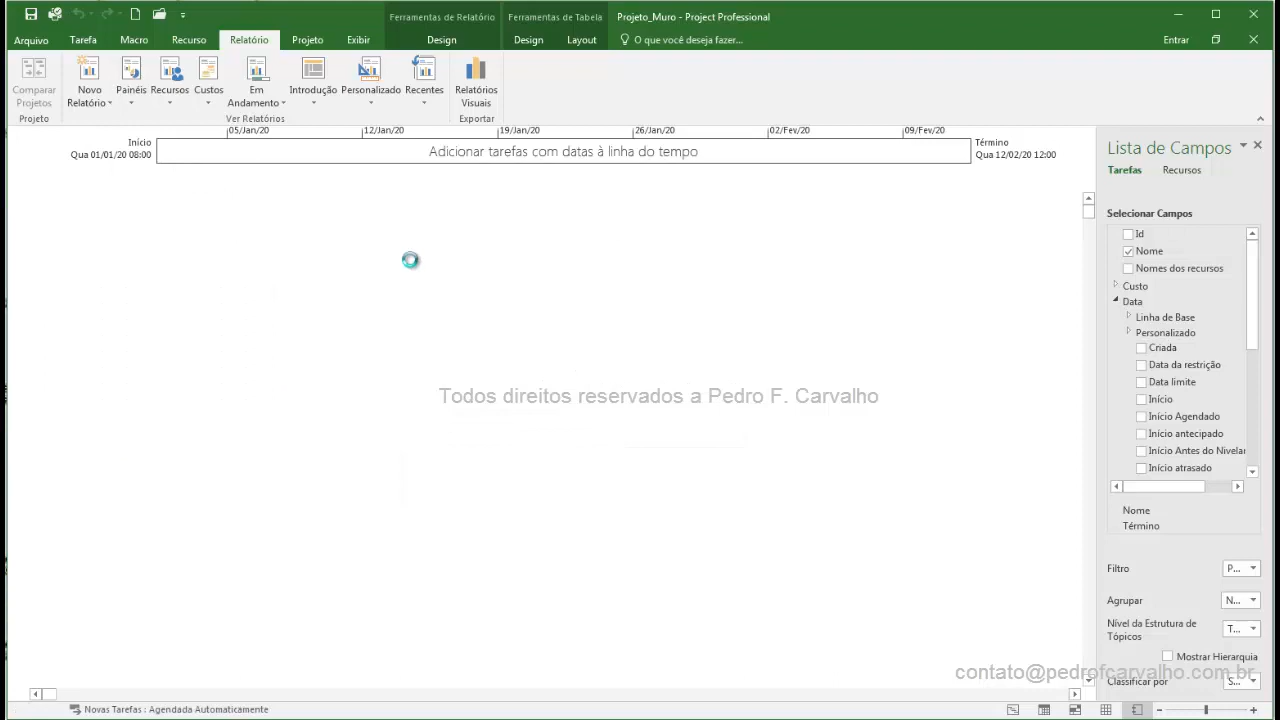 Ferramentas de Relatório Ferramentas de Tabela Projeto_Muro - Project Professional
Arquivo Tarefa Macro Recurso Relatório Projeto Exibir Design Design Layout O que você deseja fazer... Entrar
Comparar Projetos
Novo Relatório
Painéis
Recursos
Custos
Em Andamento
Introdução
Personalizado
Recentes
Relatórios Visuais
Projeto Ver Relatórios Exportar
05/Jan/20 12/Jan/20 19/Jan/20 26/Jan/20 02/Fev/20 09/Fev/20
Início
Qua 01/01/20 08:00
Adicionar tarefas com datas à linha do tempo
Término
Qua 12/02/20 12:00
Todos direitos reservados a Pedro F. Carvalho
Lista de Campos
Tarefas Recursos
Selecionar Campos
Id
Nome
Nomes dos recursos
Custo
Data
Linha de Base
Personalizado
Criada
Data da restrição
Data limite
Início
Início Agendado
Início antecipado
Início Antes do Nivelar
Início atrasado
Nome
Término
Filtro P...
Agrupar N...
Nível da Estrutura de
Tópicos T...
Mostrar Hierarquia
contato@pedrofcarvalho.com.br
Classificar por S...
Novas Tarefas : Agendada Automaticamente